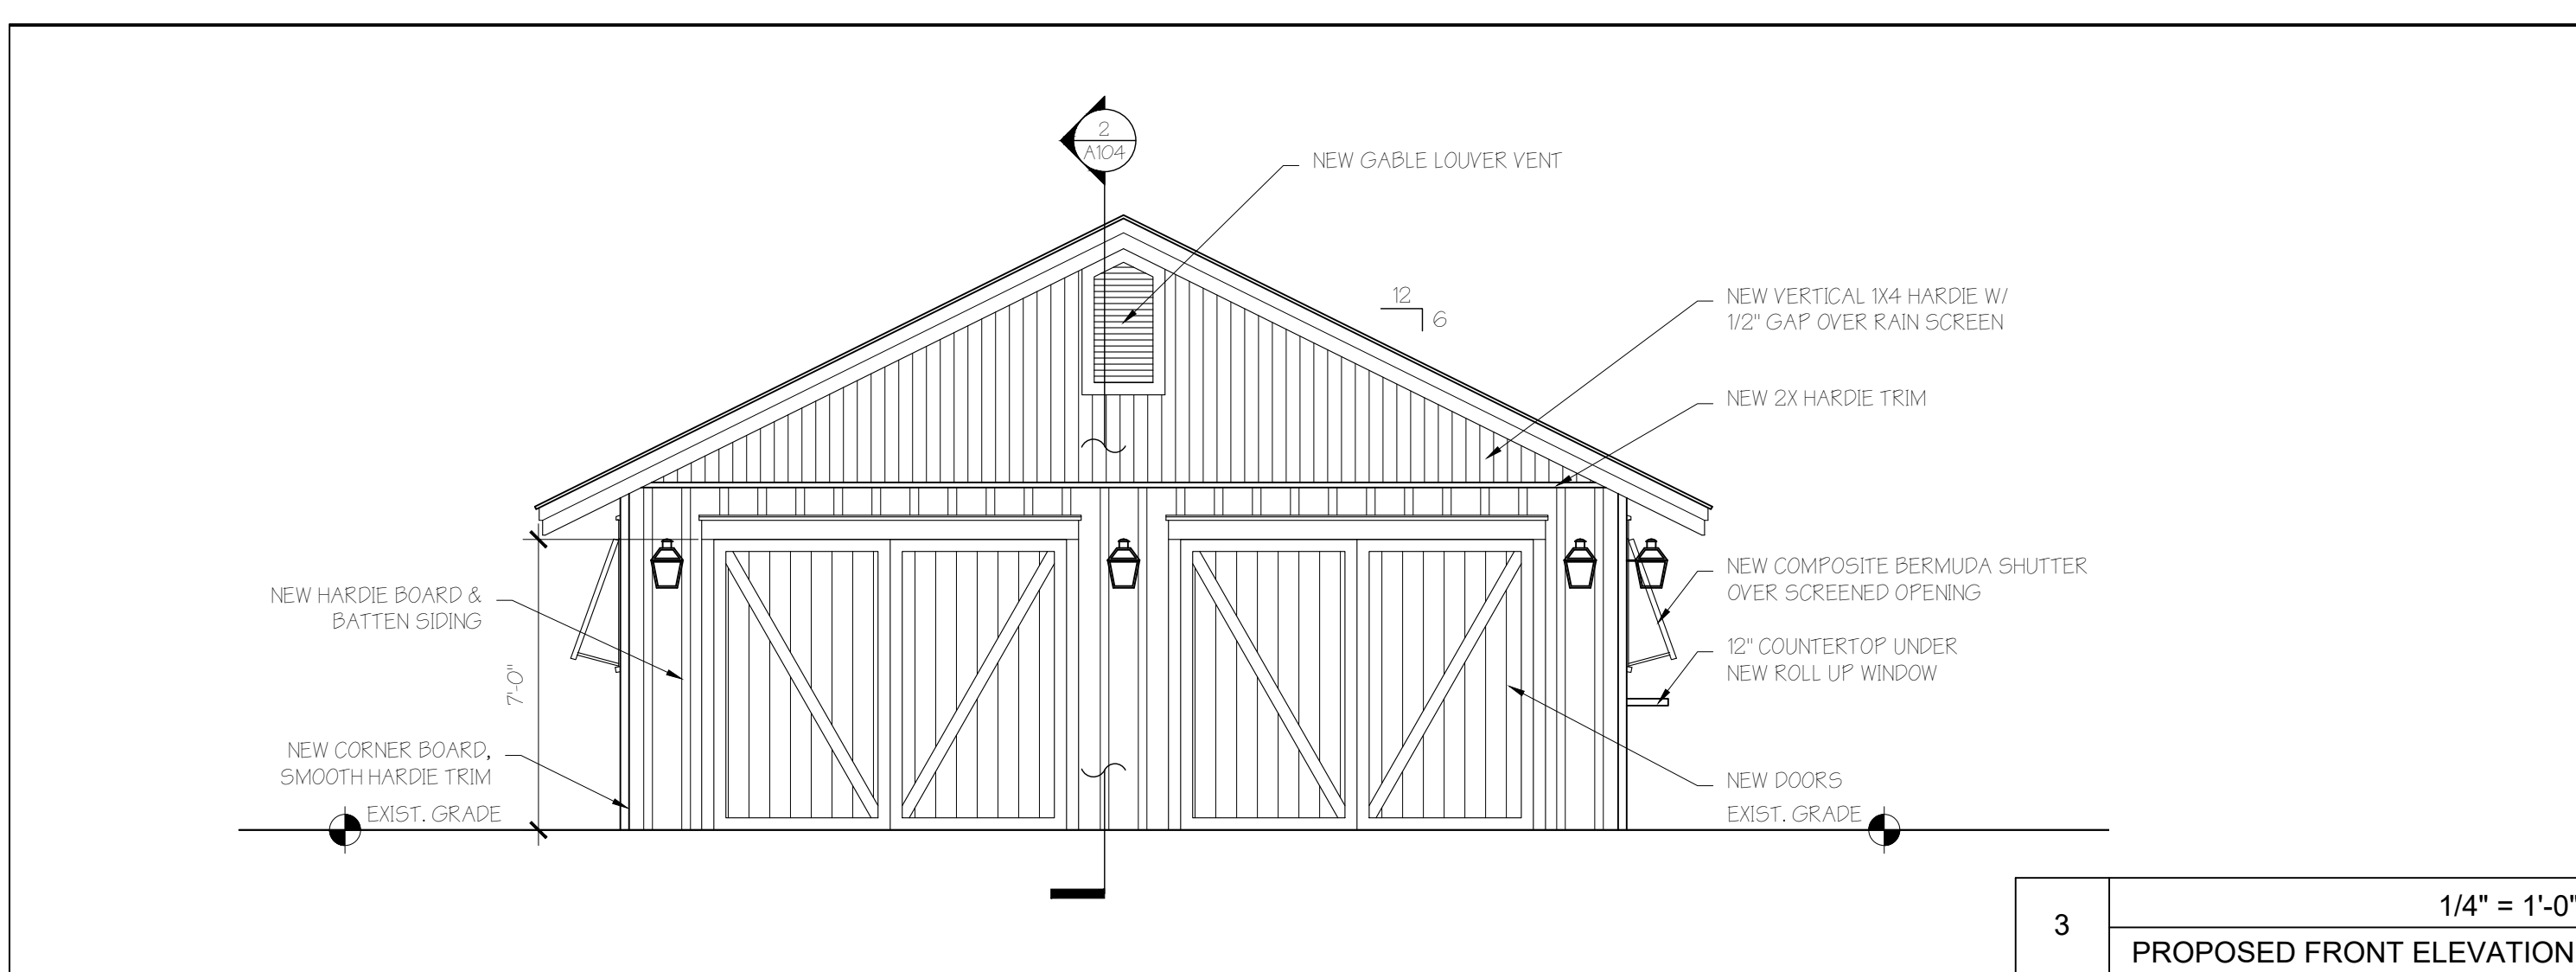 2
A104
NEW GABLE LOUVER VENT
12
6
NEW VERTICAL 1X4 HARDIE W/
1/2" GAP OVER RAIN SCREEN
NEW 2X HARDIE TRIM
NEW COMPOSITE BERMUDA SHUTTER
OVER SCREENED OPENING
12" COUNTERTOP UNDER
NEW ROLL UP WINDOW
NEW DOORS
EXIST. GRADE
NEW HARDIE BOARD &
BATTEN SIDING
7'-0"
NEW CORNER BOARD,
SMOOTH HARDIE TRIM
EXIST. GRADE
3
1/4" = 1'-0"
PROPOSED FRONT ELEVATION